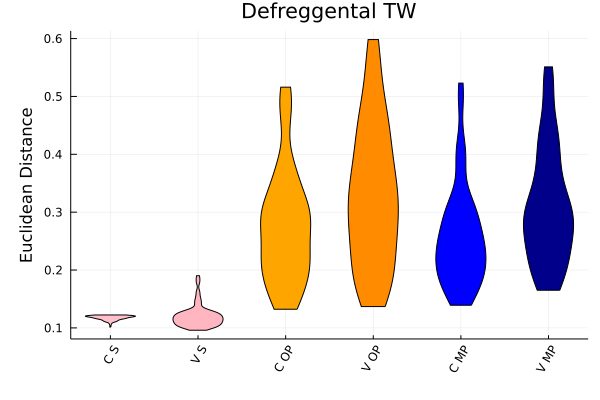 Defreggental TW
Euclidean Distance
0.6
0.5
0.4
0.3
0.2
0.1
C S
V S
C OP
V OP
C MP
V MP